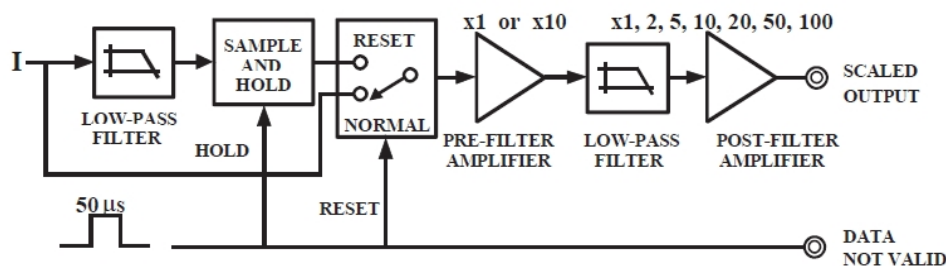 x1 or x10
x1, 2, 5, 10, 20, 50, 100
I
SAMPLE
AND
HOLD
RESET
NORMAL
LOW-PASS
FILTER
HOLD
PRE-FILTER
AMPLIFIER
LOW-PASS
FILTER
POST-FILTER
AMPLIFIER
SCALED
OUTPUT
50 µs
RESET
DATA
NOT VALID